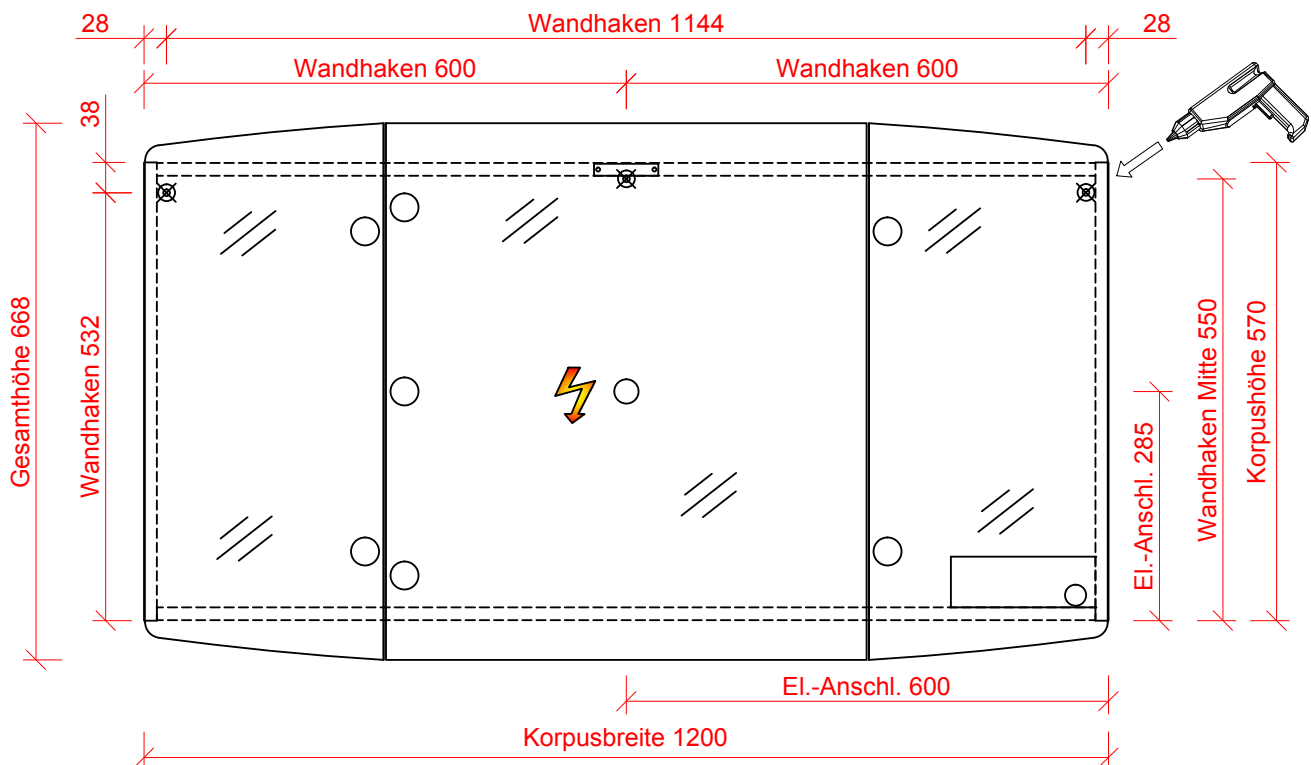 28
Wandhaken 1144
28
Wandhaken 600
Wandhaken 600
38
Gesamthöhe 668
Wandhaken 532
El.-Anschl. 285
Wandhaken Mitte 550
Korpushöhe 570
El.-Anschl. 600
Korpusbreite 1200